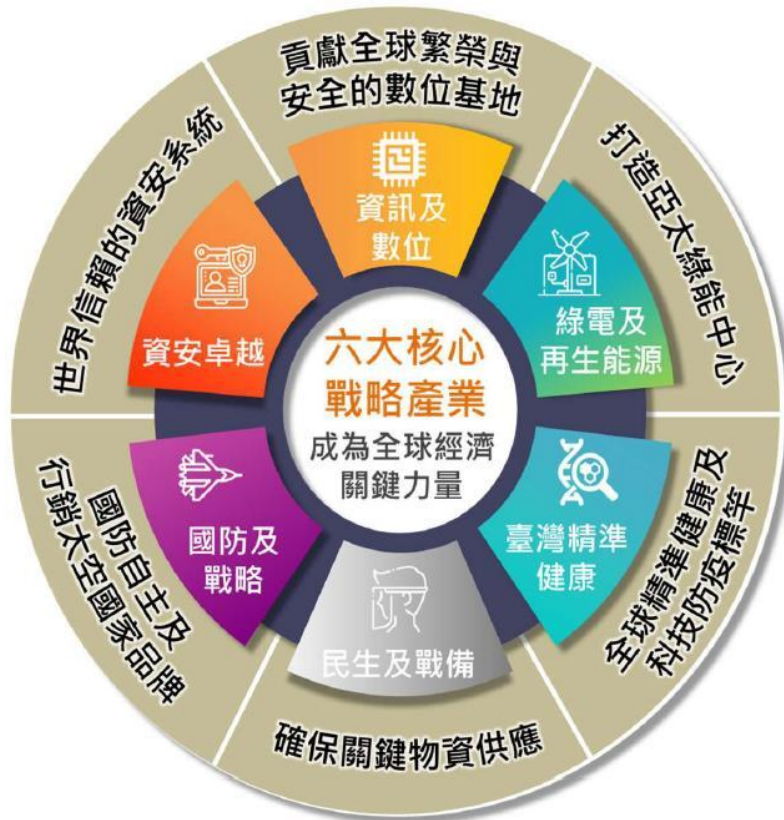 貢獻全球繁榮與
安全的數位基地
資訊及
數位
打造亞太綠能中心
綠電及
再生能源
全球精準健康及
科技防疫標竿
臺灣精準
健康
確保關鍵物資供應
民生及戰備
國防自主及
行銷太空國家品牌
國防及
戰略
世界信賴的資安系統
資安卓越
六大核心
戰略產業
成為全球經濟
關鍵力量